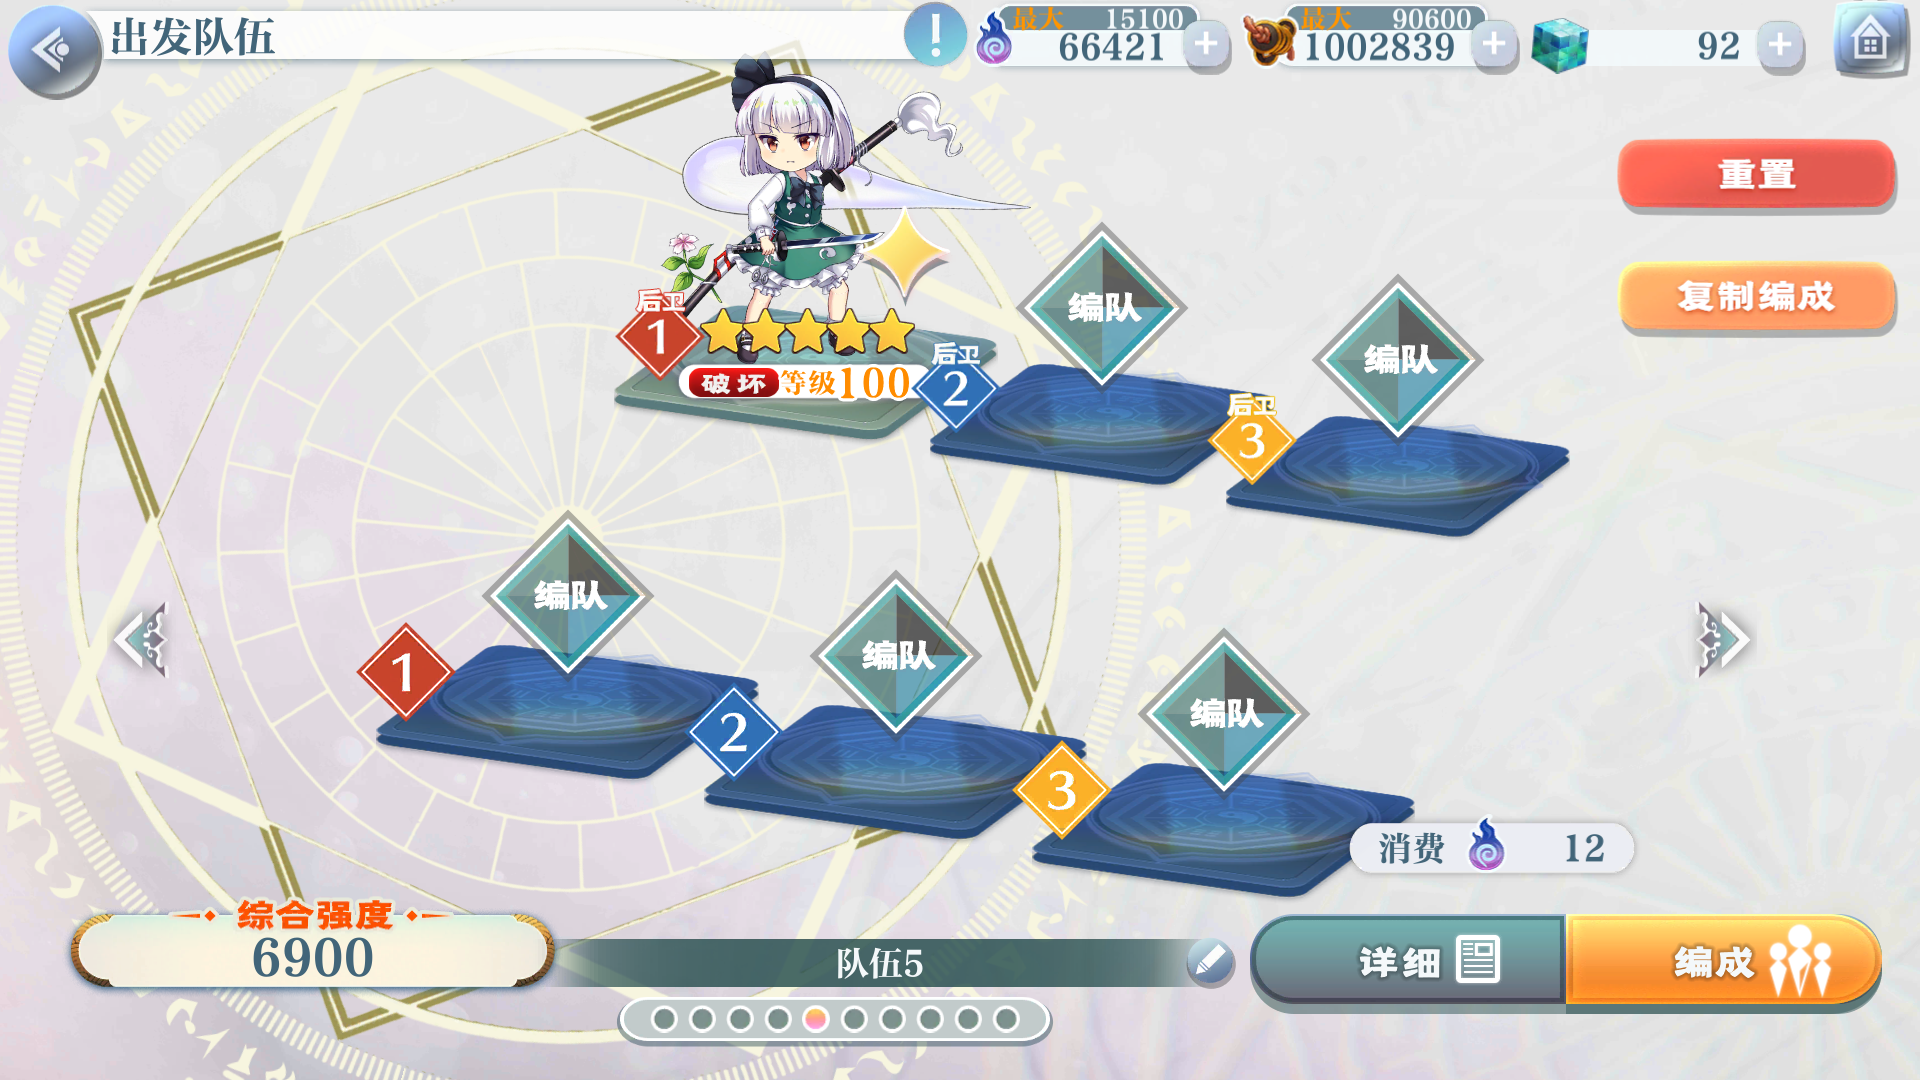 出发队伍
最大 15100
66421
最大 90600
1002839
92
重置
复制编成
后卫
1
破坏 等级100
后卫
2
编队
后卫
3
编队
1
编队
2
编队
3
编队
消费 12
综合强度
6900
队伍5
详细
编成